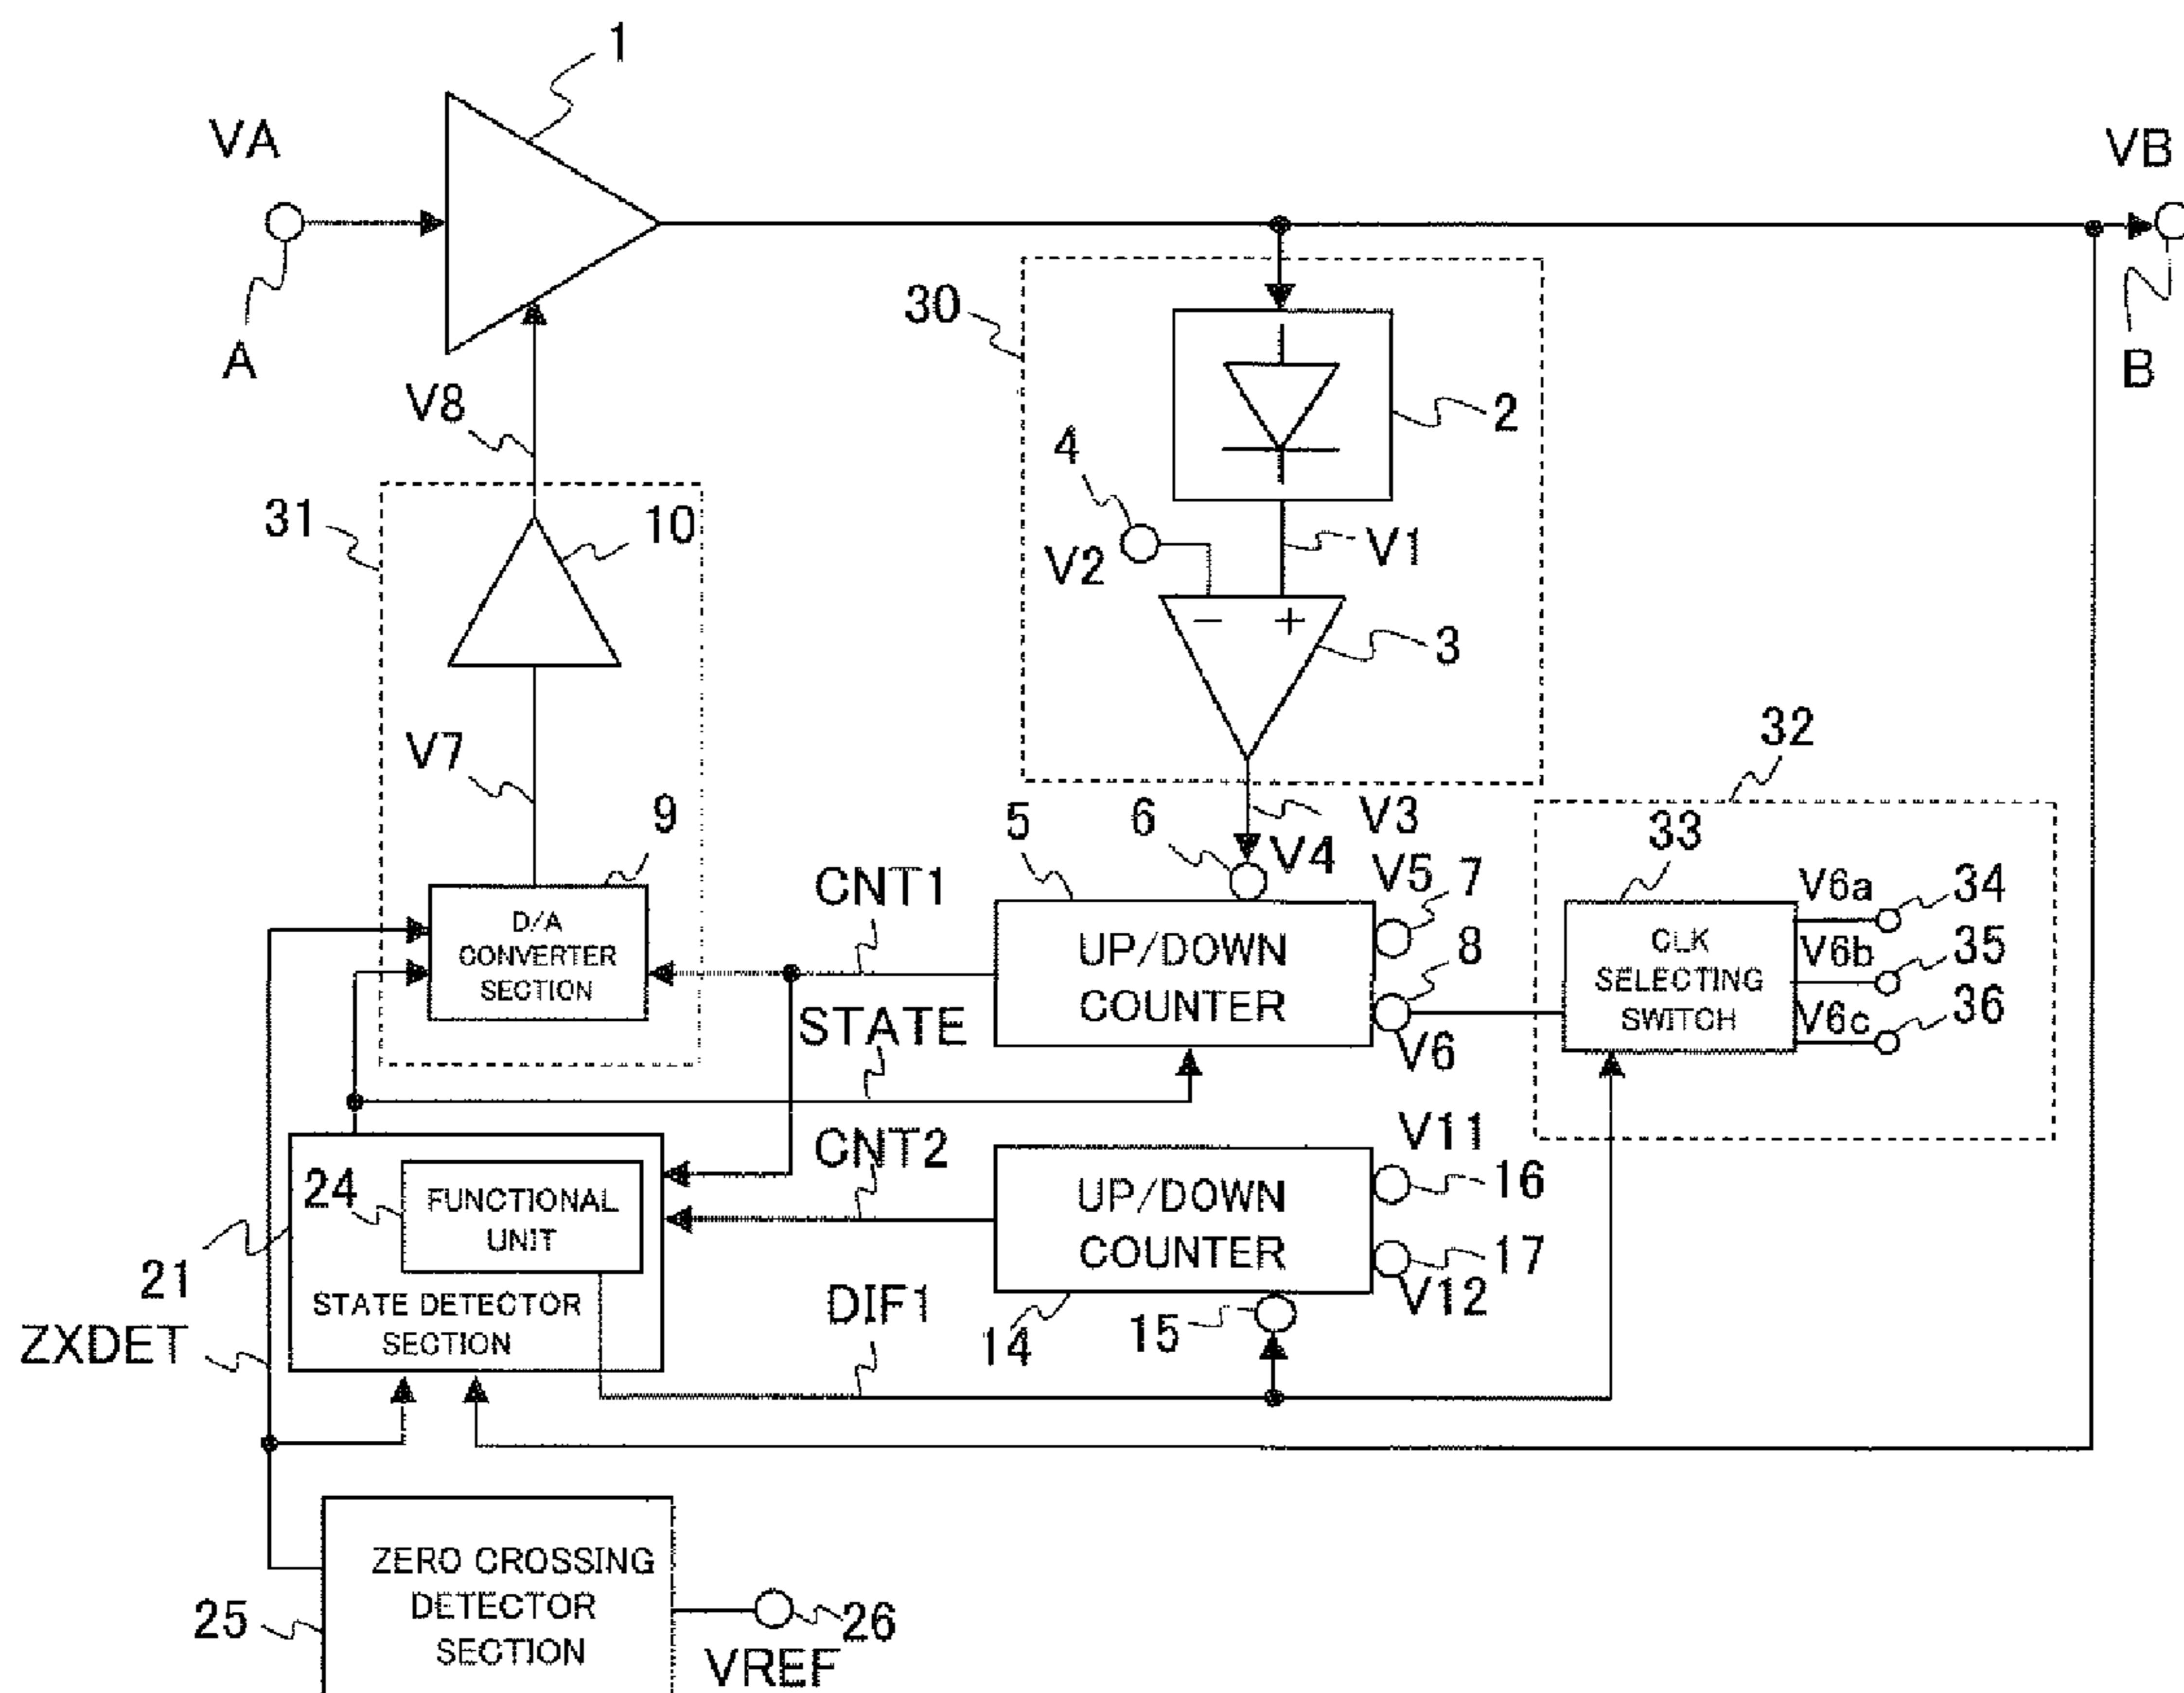 1
VA
VB
A
B
30
V8
2
4
31
10
V2
V1
−
+
3
V7
32
9
5
6
V3
33
V4
V5
7
34
V6a
CNT1
D/A
CONVERTER
SECTION
UP/DOWN
COUNTER
8
CLK
SELECTING
SWITCH
V6b
35
V6c
36
STATE
V6
V11
CNT2
24
FUNCTIONAL
UNIT
UP/DOWN
COUNTER
16
17
21
V12
STATE DETECTOR
SECTION
DIF1
14
15
ZXDET
ZERO CROSSING
DETECTOR
SECTION
25
26
VREF